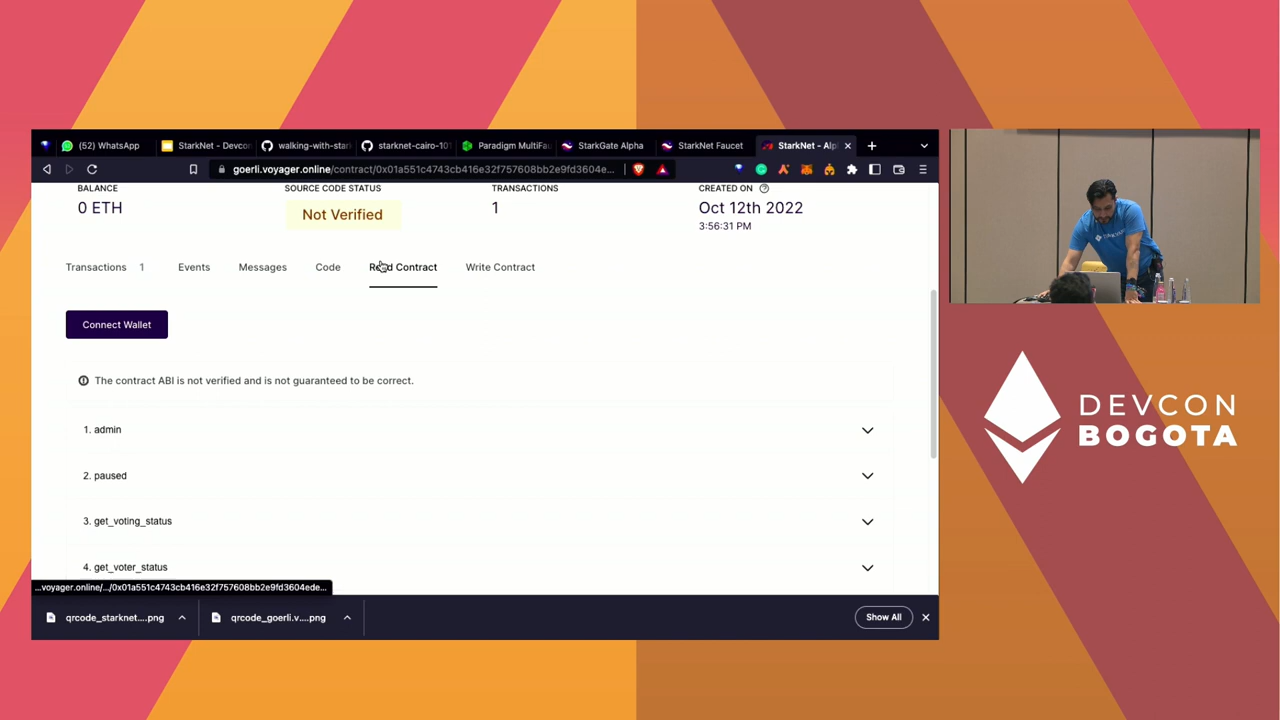 (52) WhatsApp
StarkNet - Devcon
walking-with-stark
starknet-cairo-101
Paradigm MultiFau
StarkGate Alpha
StarkNet Faucet
StarkNet - Alp
goerli.voyager.online/contract/0x01a551c4743cb416e32f757608bb2e9fd3604e...
BALANCE
SOURCE CODE STATUS
TRANSACTIONS
CREATED ON
0 ETH
Not Verified
1
Oct 12th 2022
3:56:31 PM
Transactions 1
Events
Messages
Code
Read Contract
Write Contract
Connect Wallet
The contract ABI is not verified and is not guaranteed to be correct.
1. admin
2. paused
3. get_voting_status
4. get_voter_status
...voyager.online/.../0x01a551c4743cb416e32f757608bb2e9fd3604ede...
qrcode_starknet....png
qrcode_goerli.v....png
Show All
DEVCON
BOGOTA